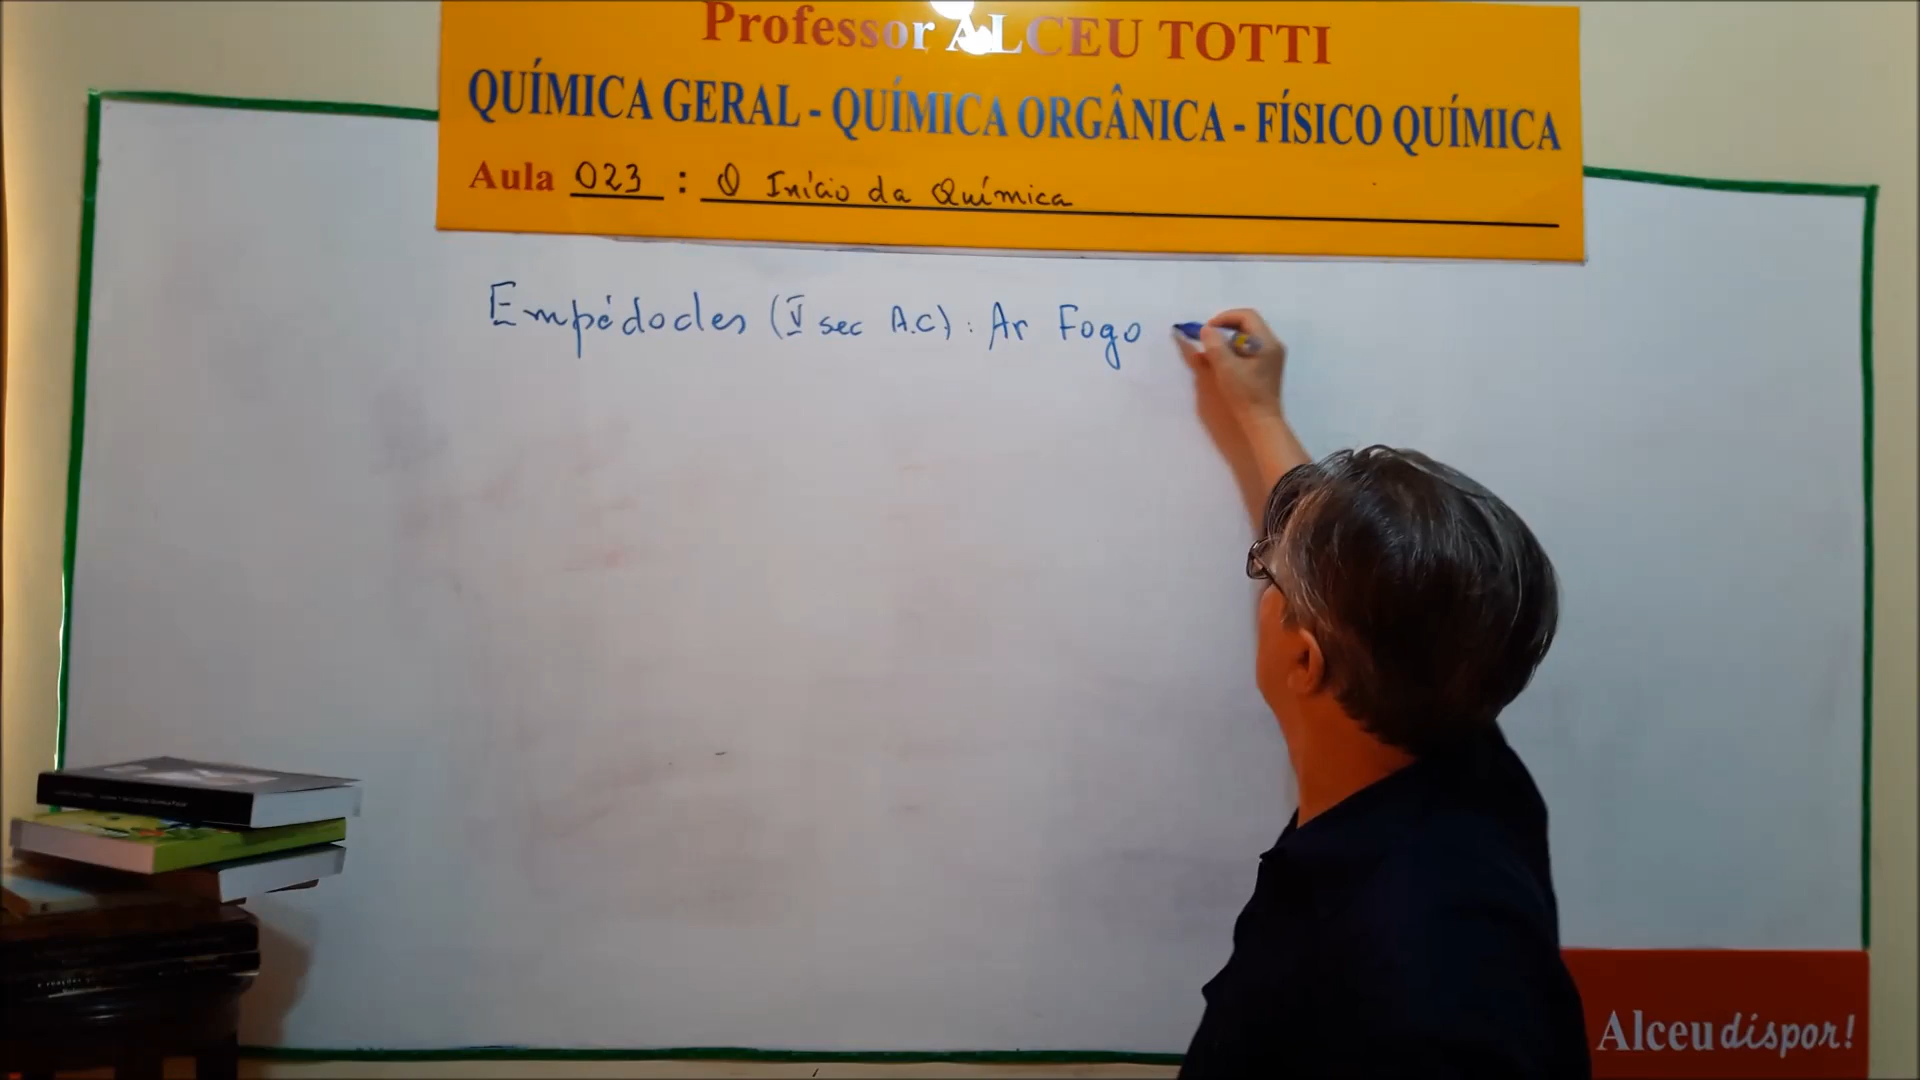 Professor ALCEU TOTTI
QUÍMICA GERAL - QUÍMICA ORGÂNICA - FÍSICO QUÍMICA
Aula 023 : O Início da Química
Empédocles (V sec A.C) : Ar Fogo
Alceu dispor!